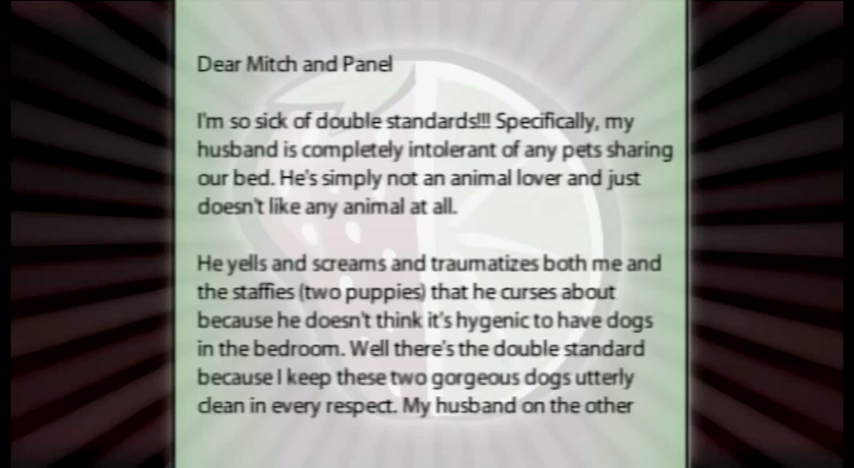 Dear Mitch and Panel
I'm so sick of double standards!!! Specifically, my
husband is completely intolerant of any pets sharing
our bed. He's simply not an animal lover and just
doesn't like any animal at all.
He yells and screams and traumatizes both me and
the staffies (two puppies) that he curses about
because he doesn't think it's hygenic to have dogs
in the bedroom. Well there's the double standard
because I keep these two gorgeous dogs utterly
clean in every respect. My husband on the other